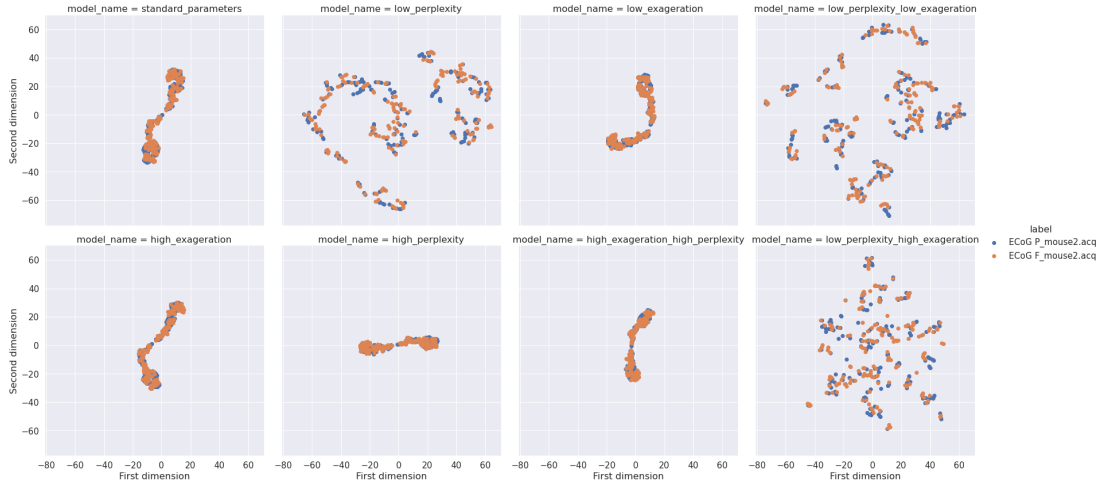 model_name = standard_parameters
model_name = low_perplexity
model_name = low_exageration
model_name = low_perplexity_low_exageration
60
40
20
0
−20
−40
−60
Second dimension
label
ECoG P_mouse2.acq
ECoG F_mouse2.acq
model_name = high_exageration
model_name = high_perplexity
model_name = high_exageration_high_perplexity
model_name = low_perplexity_high_exageration
60
40
20
0
−20
−40
−60
Second dimension
−80 −60 −40 −20 0 20 40 60
−80 −60 −40 −20 0 20 40 60
−80 −60 −40 −20 0 20 40 60
−80 −60 −40 −20 0 20 40 60
First dimension
First dimension
First dimension
First dimension